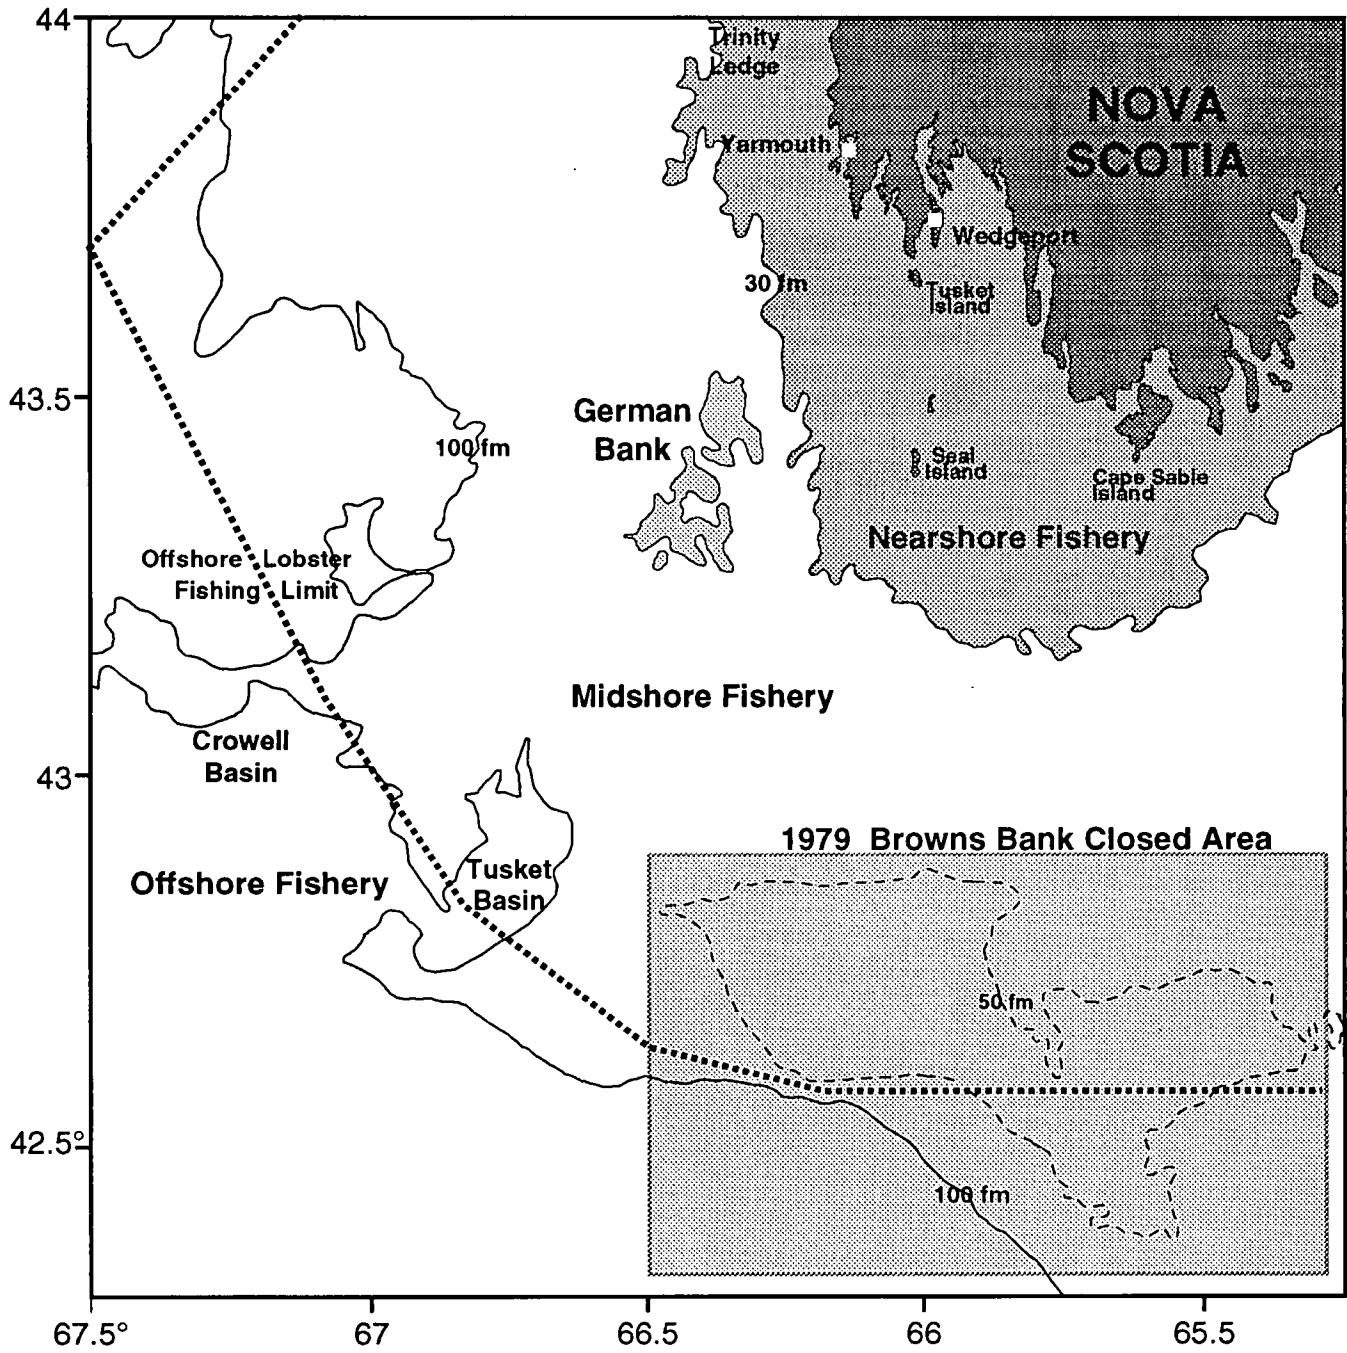 44
Trinity
Ledge
NOVA
SCOTIA
Yarmouth
Wedgeport
30 fm
Tusket
Island
43.5
German
Bank
100 fm
Seal
Island
Cape Sable
Island
Nearshore Fishery
Offshore Lobster
Fishing Limit
Midshore Fishery
Crowell
Basin
43
1979 Browns Bank Closed Area
Tusket
Basin
Offshore Fishery
50 fm
42.5°
100 fm
67.5° 67 66.5 66 65.5